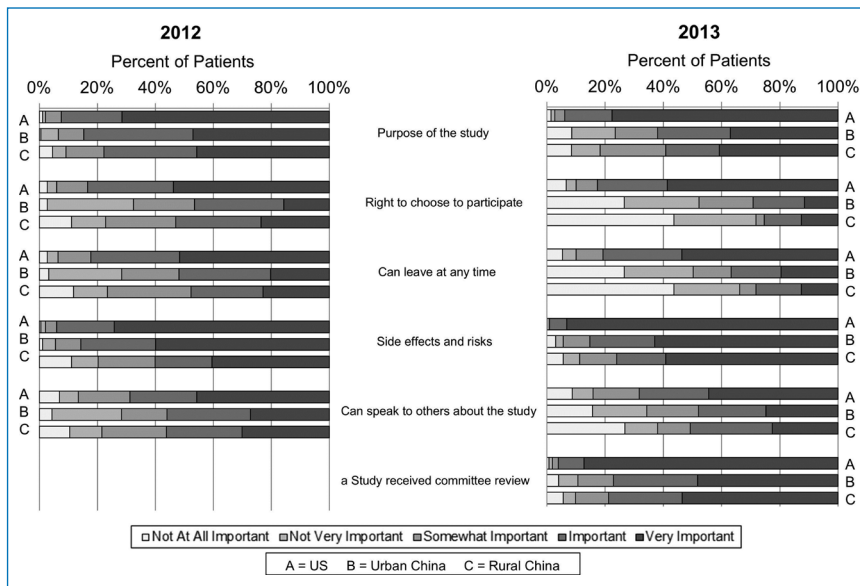 2012
Percent of Patients
0% 20% 40% 60% 80% 100%
2013
Percent of Patients
0% 20% 40% 60% 80% 100%
A
B
C
Purpose of the study
A
B
C
A
B
C
Right to choose to participate
A
B
C
A
B
C
Can leave at any time
A
B
C
A
B
C
Side effects and risks
A
B
C
A
B
C
Can speak to others about the study
A
B
C
a Study received committee review
A
B
C
Not At All Important Not Very Important Somewhat Important Important Very Important
A = US B = Urban China C = Rural China